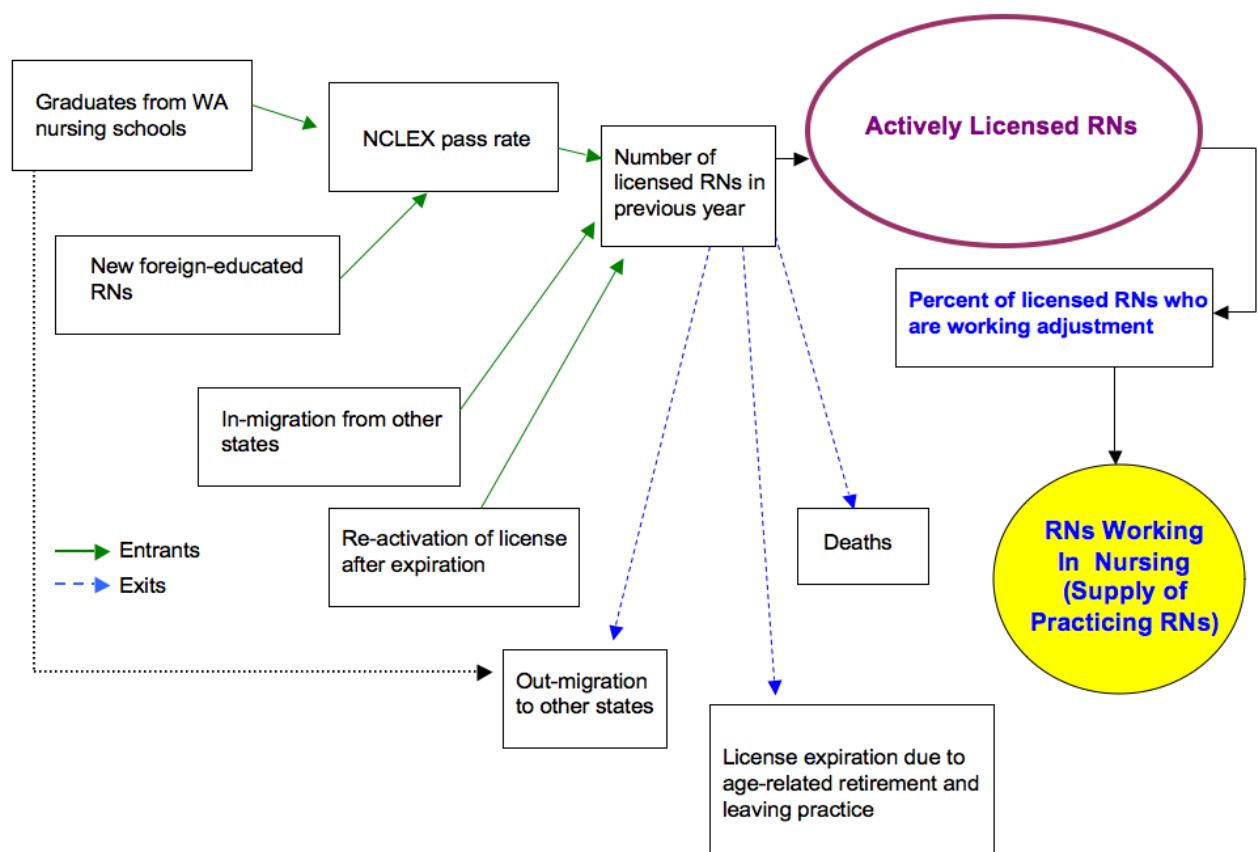 Graduates from WA
nursing schools
NCLEX pass rate
Number of
licensed RNs in
previous year
Actively Licensed RNs
New foreign-educated
RNs
Percent of licensed RNs who
are working adjustment
In-migration from other
states
Re-activation of license
after expiration
Deaths
RNs Working
In Nursing
(Supply of
Practicing RNs)
Entrants
Exits
Out-migration
to other states
License expiration due to
age-related retirement and
leaving practice